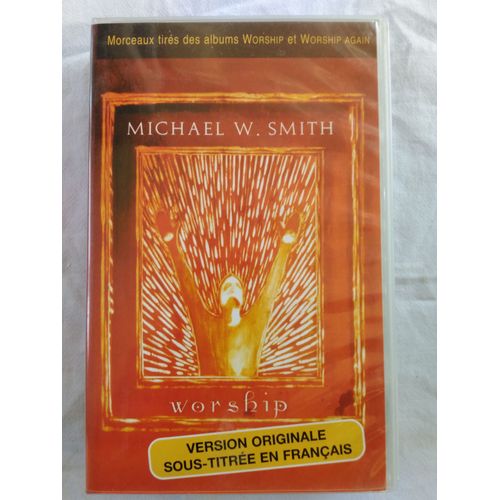 Morceaux tirés des albums WORSHIP et WORSHIP AGAIN
MICHAEL W. SMITH
worship
VERSION ORIGINALE
SOUS-TITRÉE EN FRANÇAIS